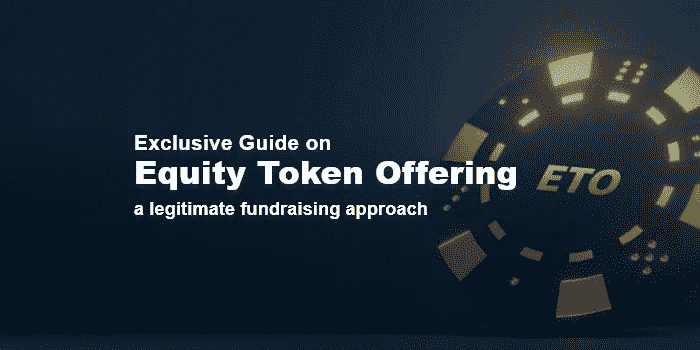 Exclusive Guide on
Equity Token Offering
a legitimate fundraising approach
ETO